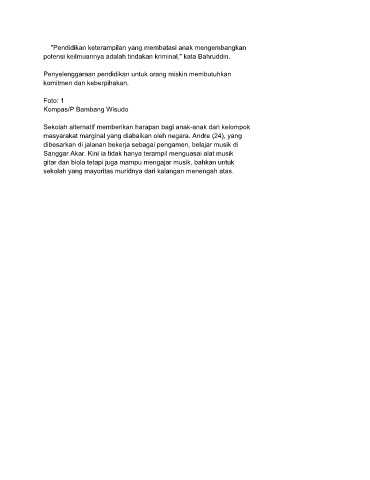 "Pendidikan keterampilan yang membatasi anak mengembangkan
potensi keilmuannya adalah tindakan kriminal," kata Bahruddin.
Penyelenggaraan pendidikan untuk orang miskin membutuhkan
komitmen dan keberpihakan.
Foto: 1
Kompas/P Bambang Wisudo
Sekolah alternatif memberikan harapan bagi anak-anak dari kelompok
masyarakat marginal yang diabaikan oleh negara. Andre (24), yang
dibesarkan di jalanan bekerja sebagai pengamen, belajar musik di
Sanggar Akar. Kini ia tidak hanya terampil menguasai alat musik
gitar dan biola tetapi juga mampu mengajar musik, bahkan untuk
sekolah yang mayoritas muridnya dari kalangan menengah atas.